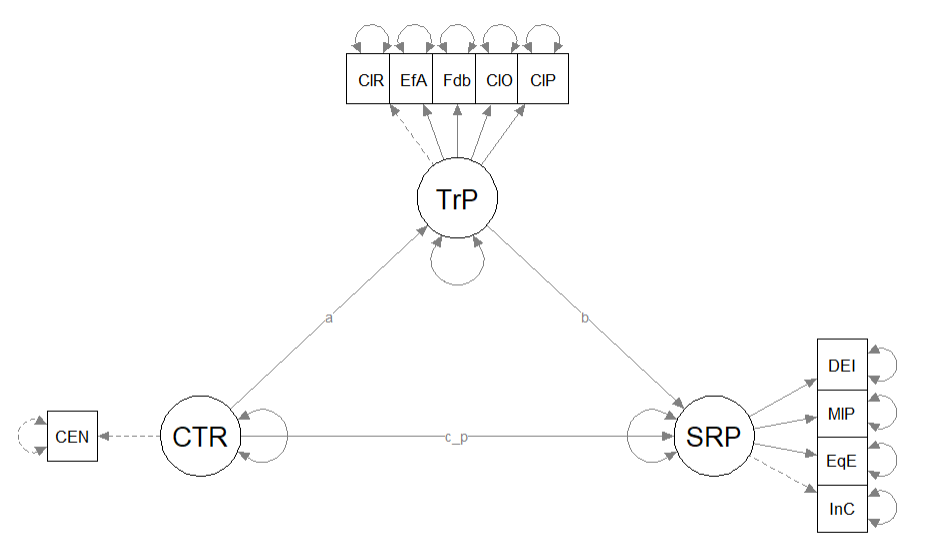 ClR EfA Fdb ClO ClP
TrP
a
b
CEN
CTR
c_p
SRP
DEI
MIP
EqE
InC